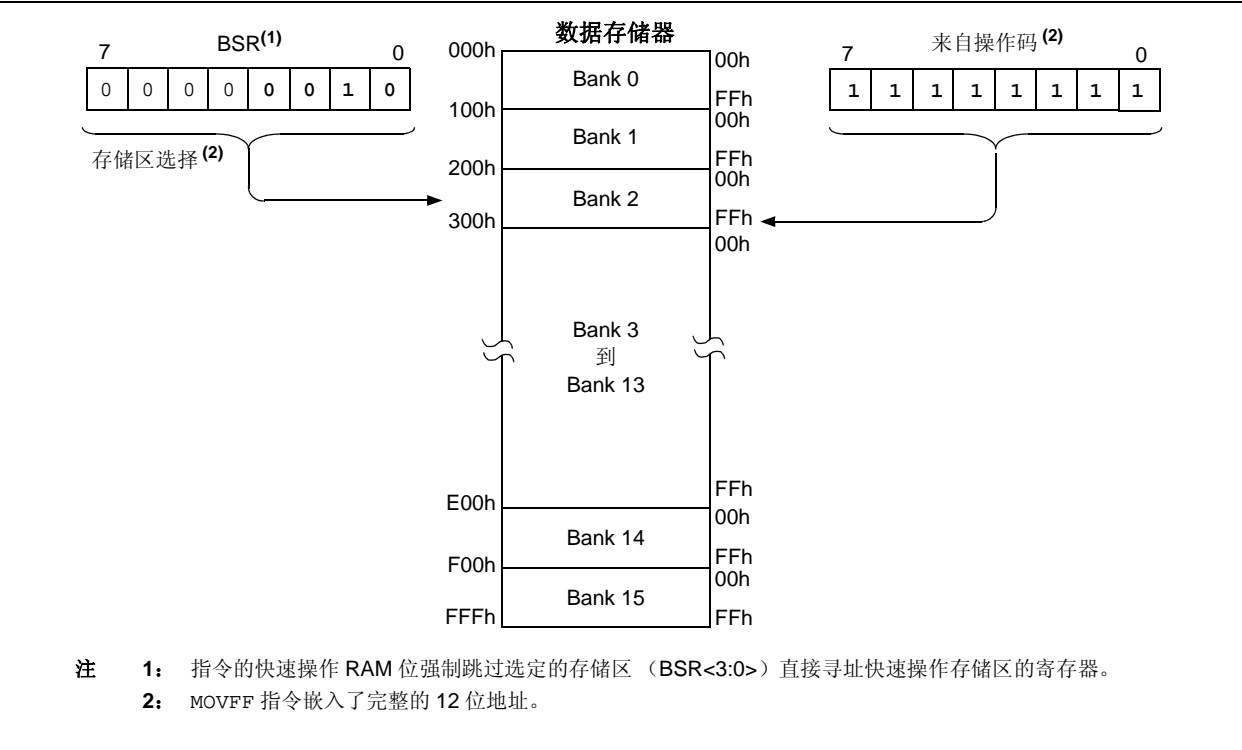 数据存储器
7 BSR(1) 0
0 0 0 0 0 0 1 0
存储区选择(2)
7 来自操作码(2) 0
1 1 1 1 1 1 1 1
000h Bank 0 00h
FFh
100h Bank 1 00h
FFh
200h Bank 2 00h
FFh
300h 00h
Bank 3
到
Bank 13
FFh
E00h Bank 14 00h
FFh
F00h Bank 15 00h
FFFh FFh
注 1： 指令的快速操作 RAM 位强制跳过选定的存储区 （BSR<3:0>）直接寻址快速操作存储区的寄存器。
2： MOVFF 指令嵌入了完整的 12 位地址。